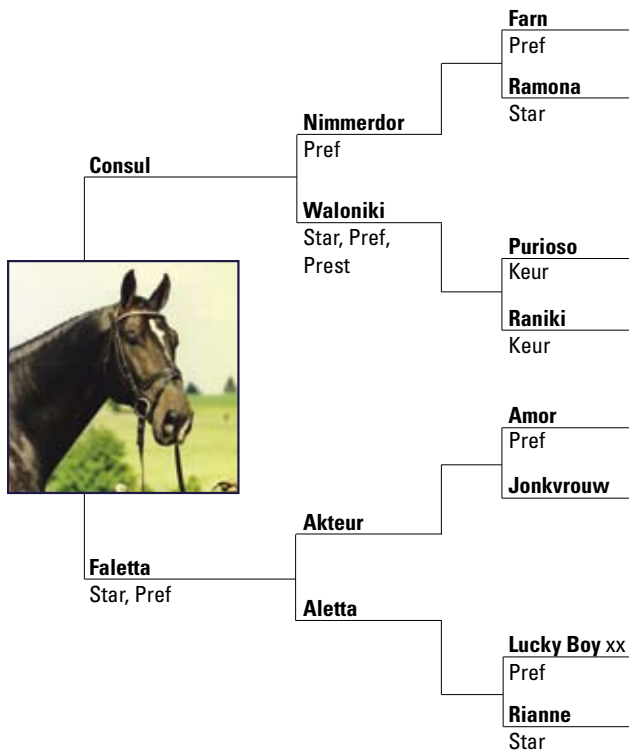 Farn
Pref
Ramona
Star
Nimmerdor
Pref
Consul
Waloniki
Star, Pref,
Prest
Purioso
Keur
Raniki
Keur
Amor
Pref
Jonkvrouw
Akteur
Faletta
Star, Pref
Aletta
Lucky Boy xx
Pref
Rianne
Star